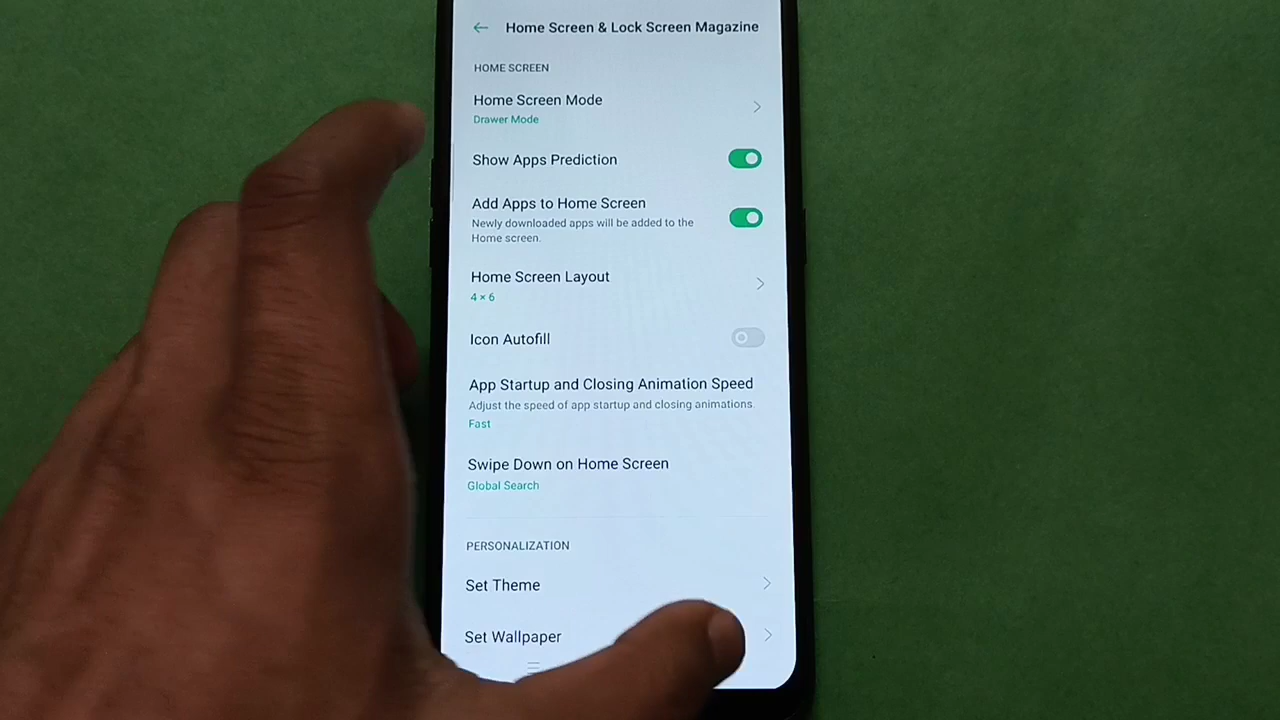 Home Screen & Lock Screen Magazine
HOME SCREEN
Home Screen Mode
Drawer Mode
Show Apps Prediction
Add Apps to Home Screen
Newly downloaded apps will be added to the
Home screen.
Home Screen Layout
4 × 6
Icon Autofill
App Startup and Closing Animation Speed
Adjust the speed of app startup and closing animations.
Fast
Swipe Down on Home Screen
Global Search
PERSONALIZATION
Set Theme
Set Wallpaper